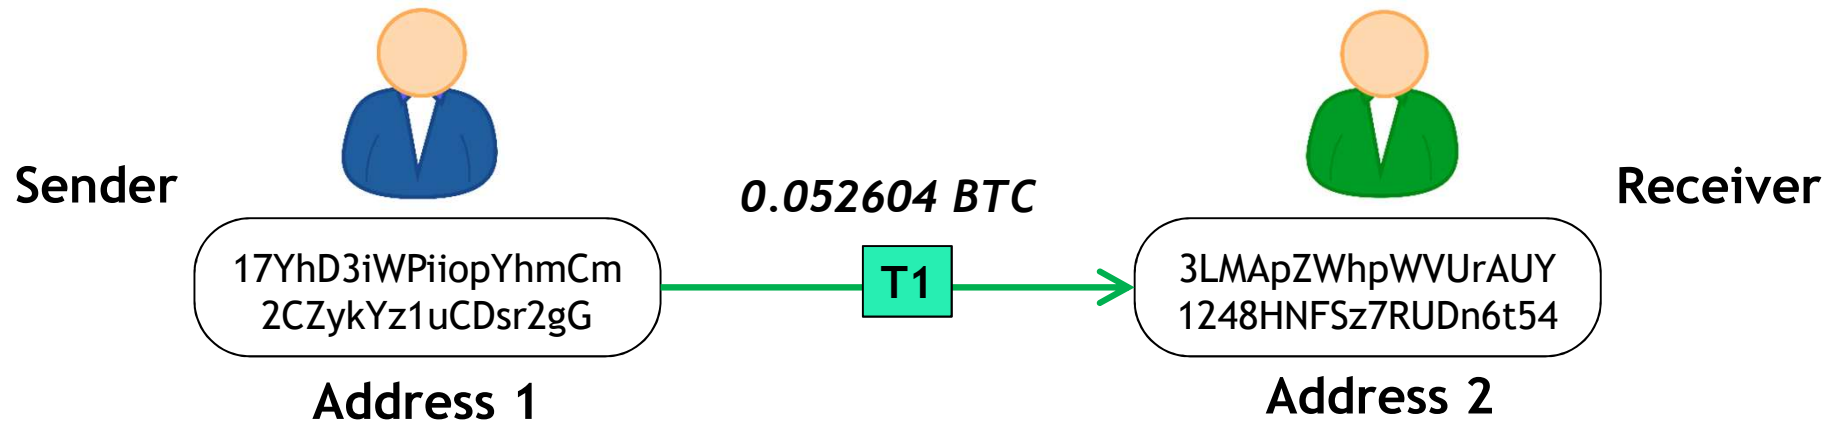 Sender
17YhD3iWPiiopYhmCm
2CZykYz1uCDsr2gG
Address 1
0.052604 BTC
T1
3LMApZWhpWVUrAUY
1248HNFSz7RUDn6t54
Address 2
Receiver